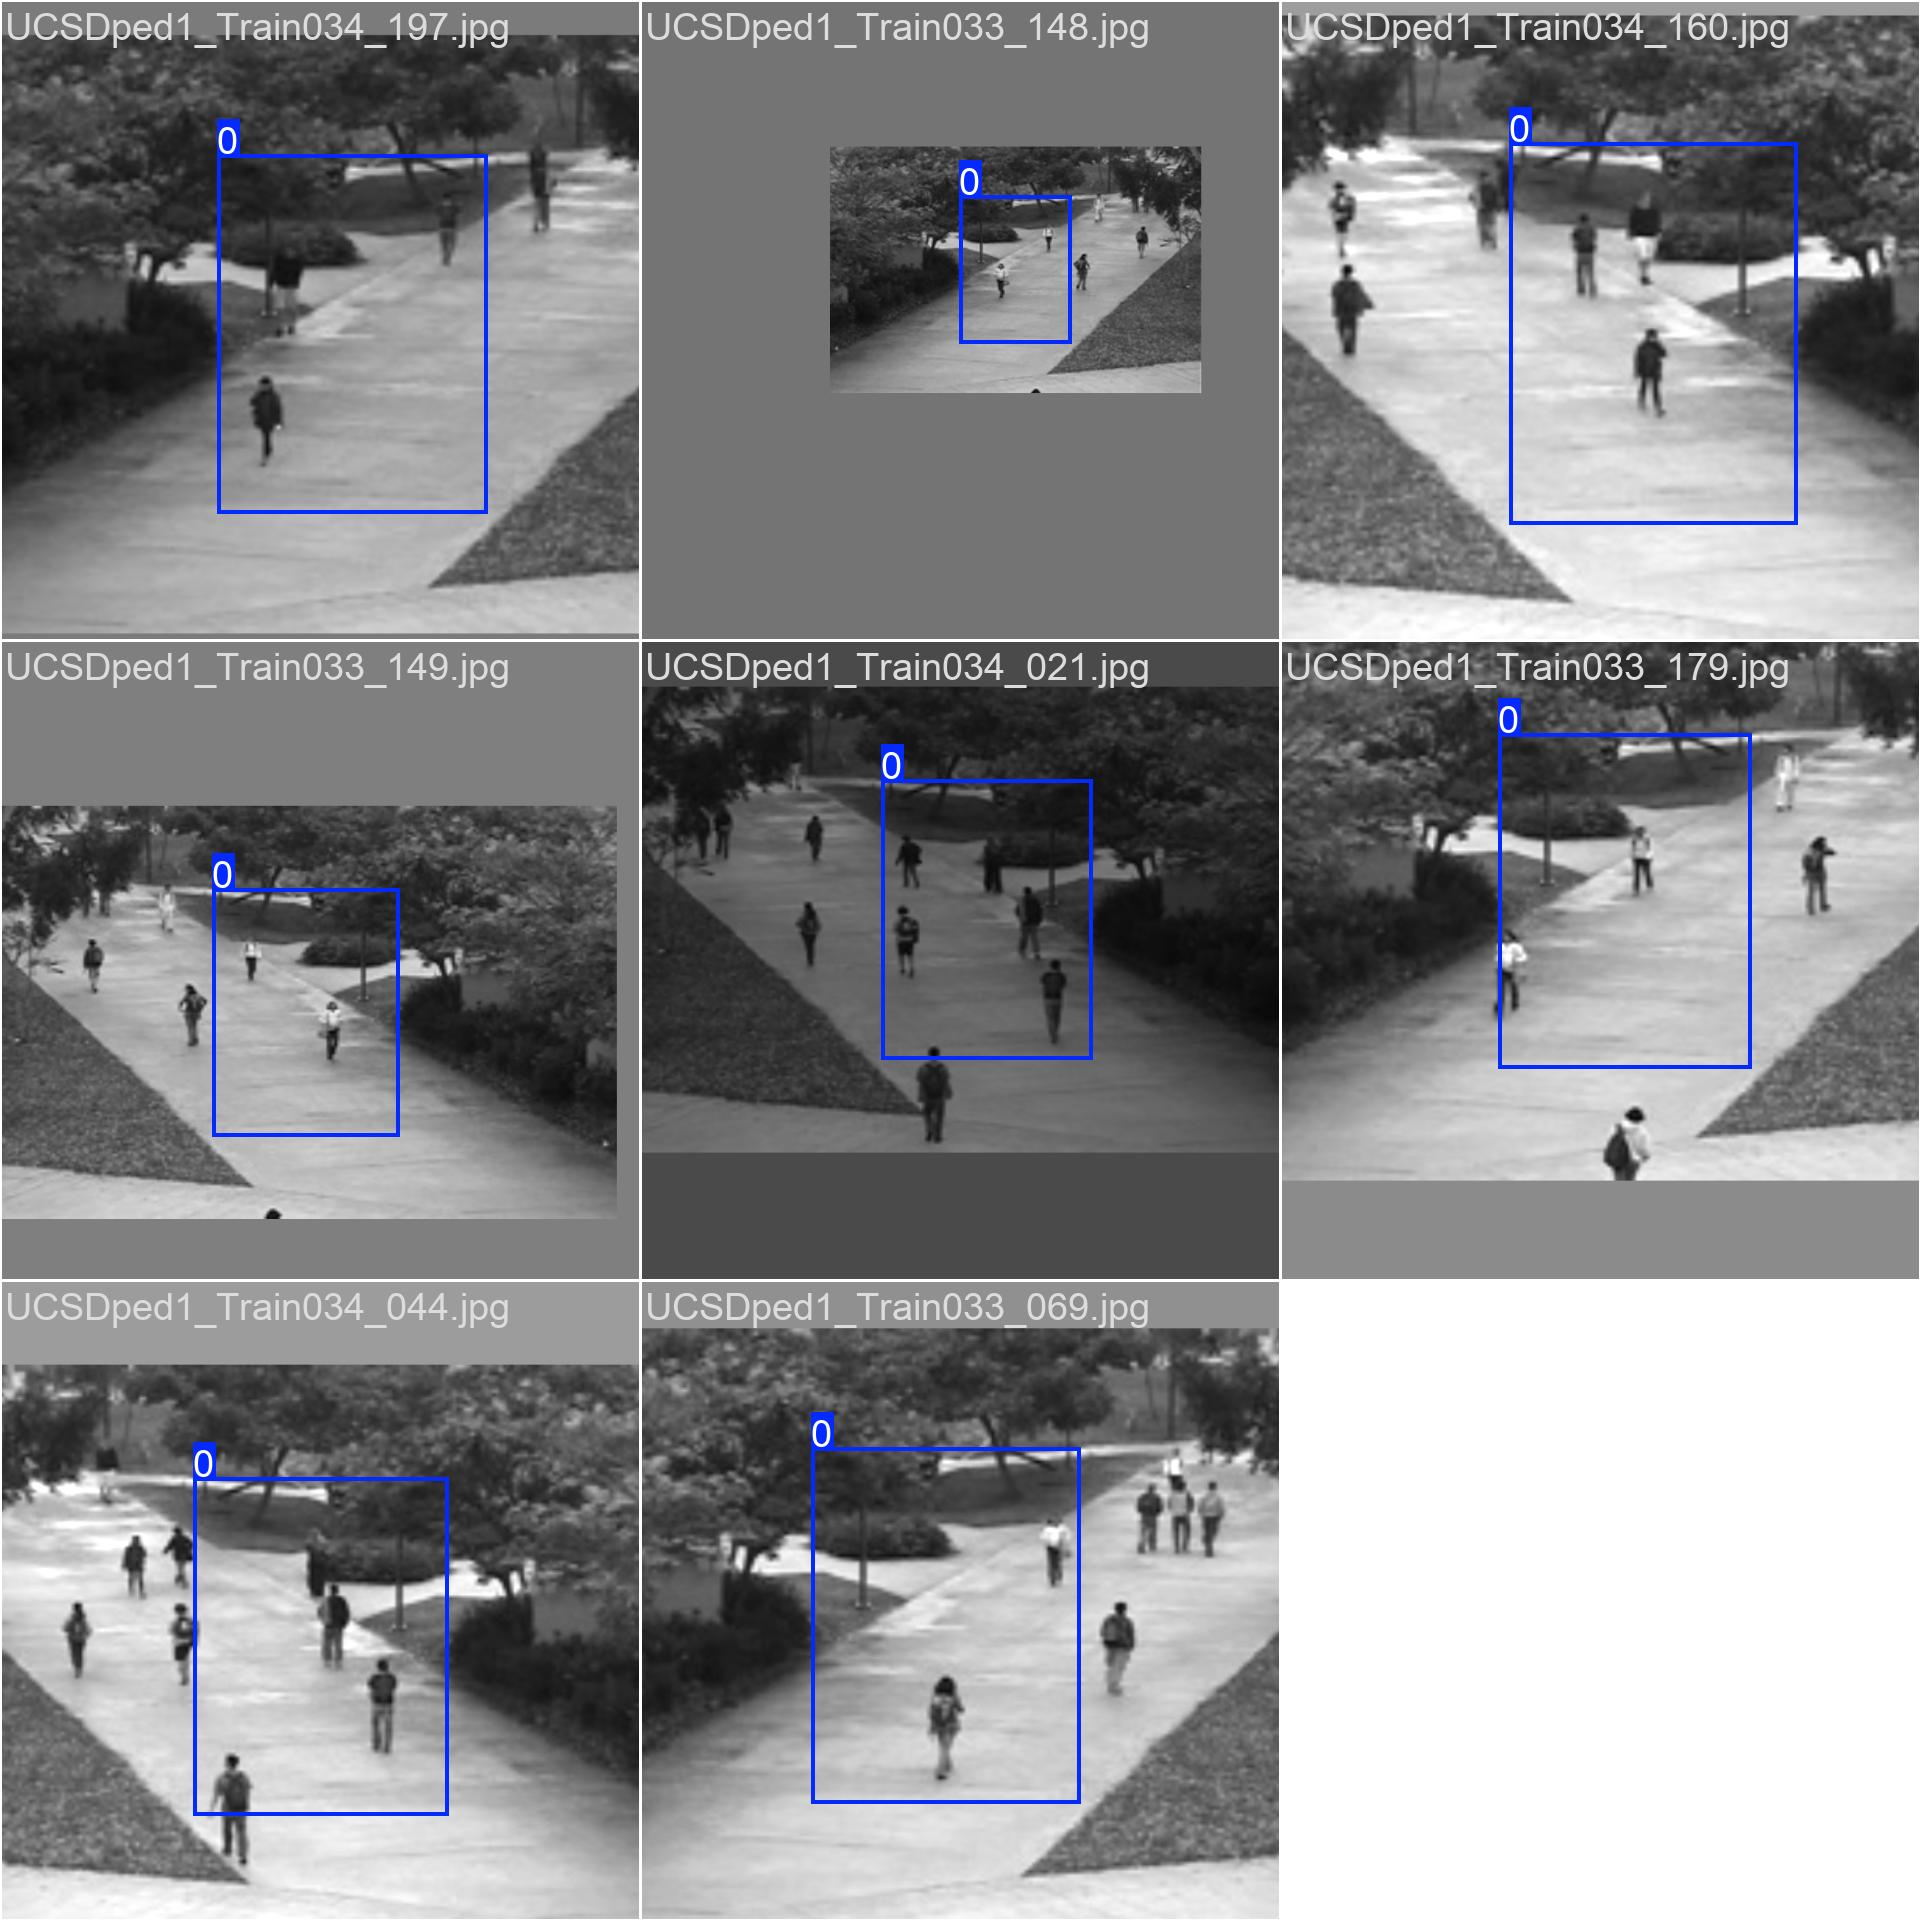 UCSDped1_Train034_197.jpg
UCSDped1_Train033_148.jpg
UCSDped1_Train034_160.jpg
0
0
0
UCSDped1_Train033_149.jpg
UCSDped1_Train034_021.jpg
UCSDped1_Train033_179.jpg
0
0
0
UCSDped1_Train034_044.jpg
UCSDped1_Train033_069.jpg
0
0